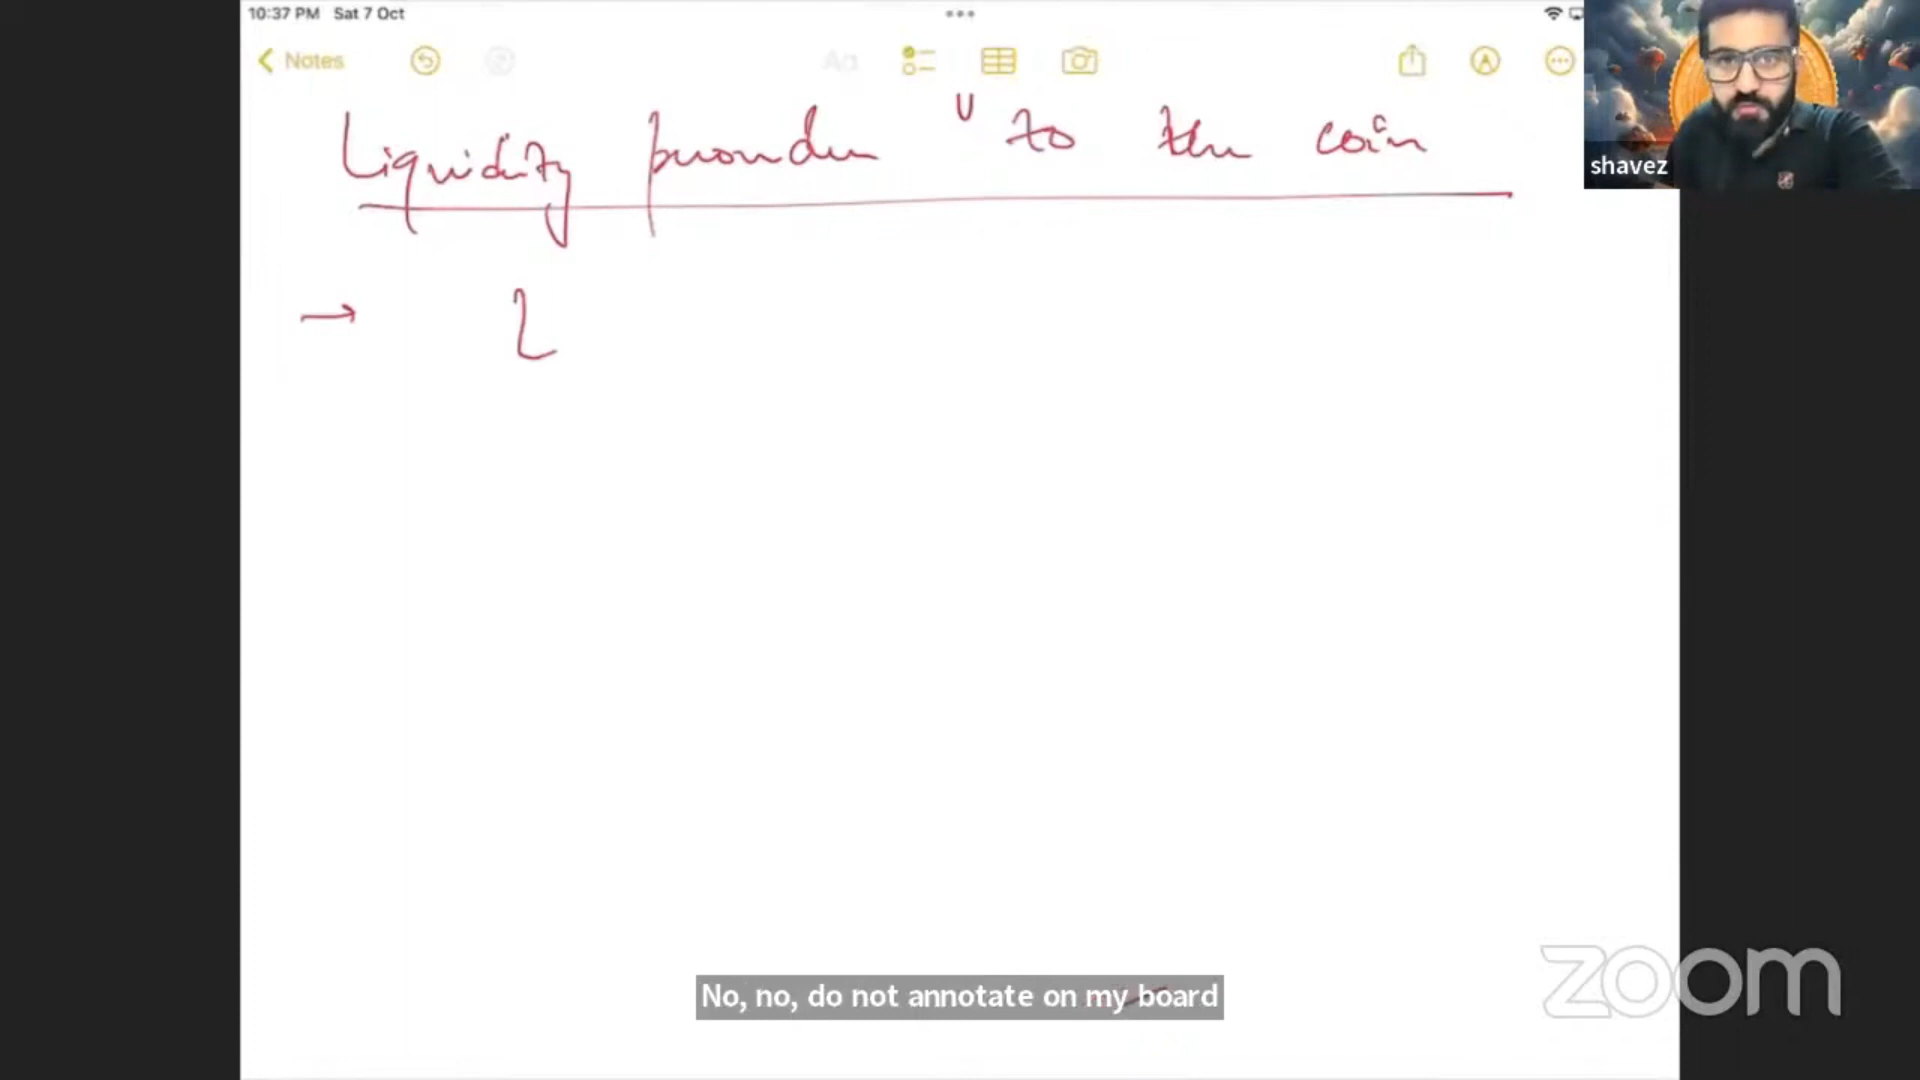 10:37 PM Sat 7 Oct
Notes
Liquidity provider to the coin
shavez
→ L
No, no, do not annotate on my board
zoom